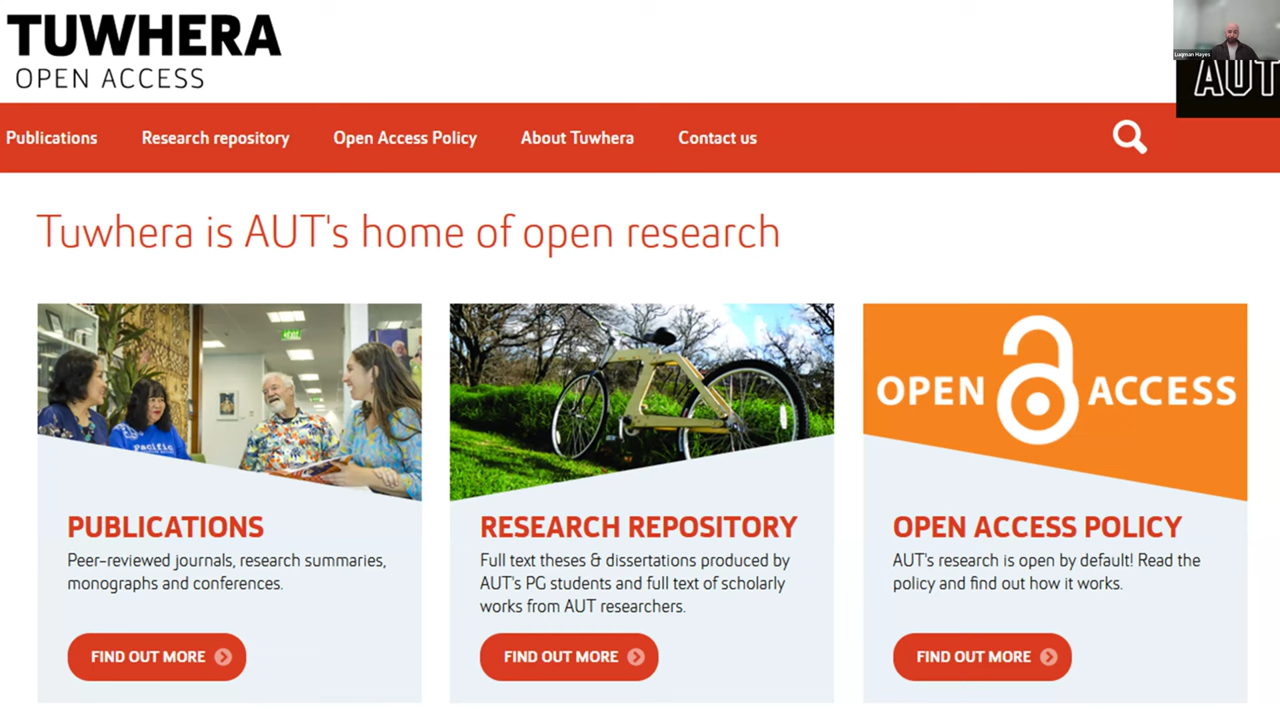 TUWHERA
OPEN ACCESS
Luqman Hayes
AUT
Publications
Research repository
Open Access Policy
About Tuwhera
Contact us
Tuwhera is AUT's home of open research
Pacific
OPEN ACCESS
PUBLICATIONS
Peer-reviewed journals, research summaries,
monographs and conferences.
FIND OUT MORE
RESEARCH REPOSITORY
Full text theses & dissertations produced by
AUT's PG students and full text of scholarly
works from AUT researchers.
FIND OUT MORE
OPEN ACCESS POLICY
AUT's research is open by default! Read the
policy and find out how it works.
FIND OUT MORE